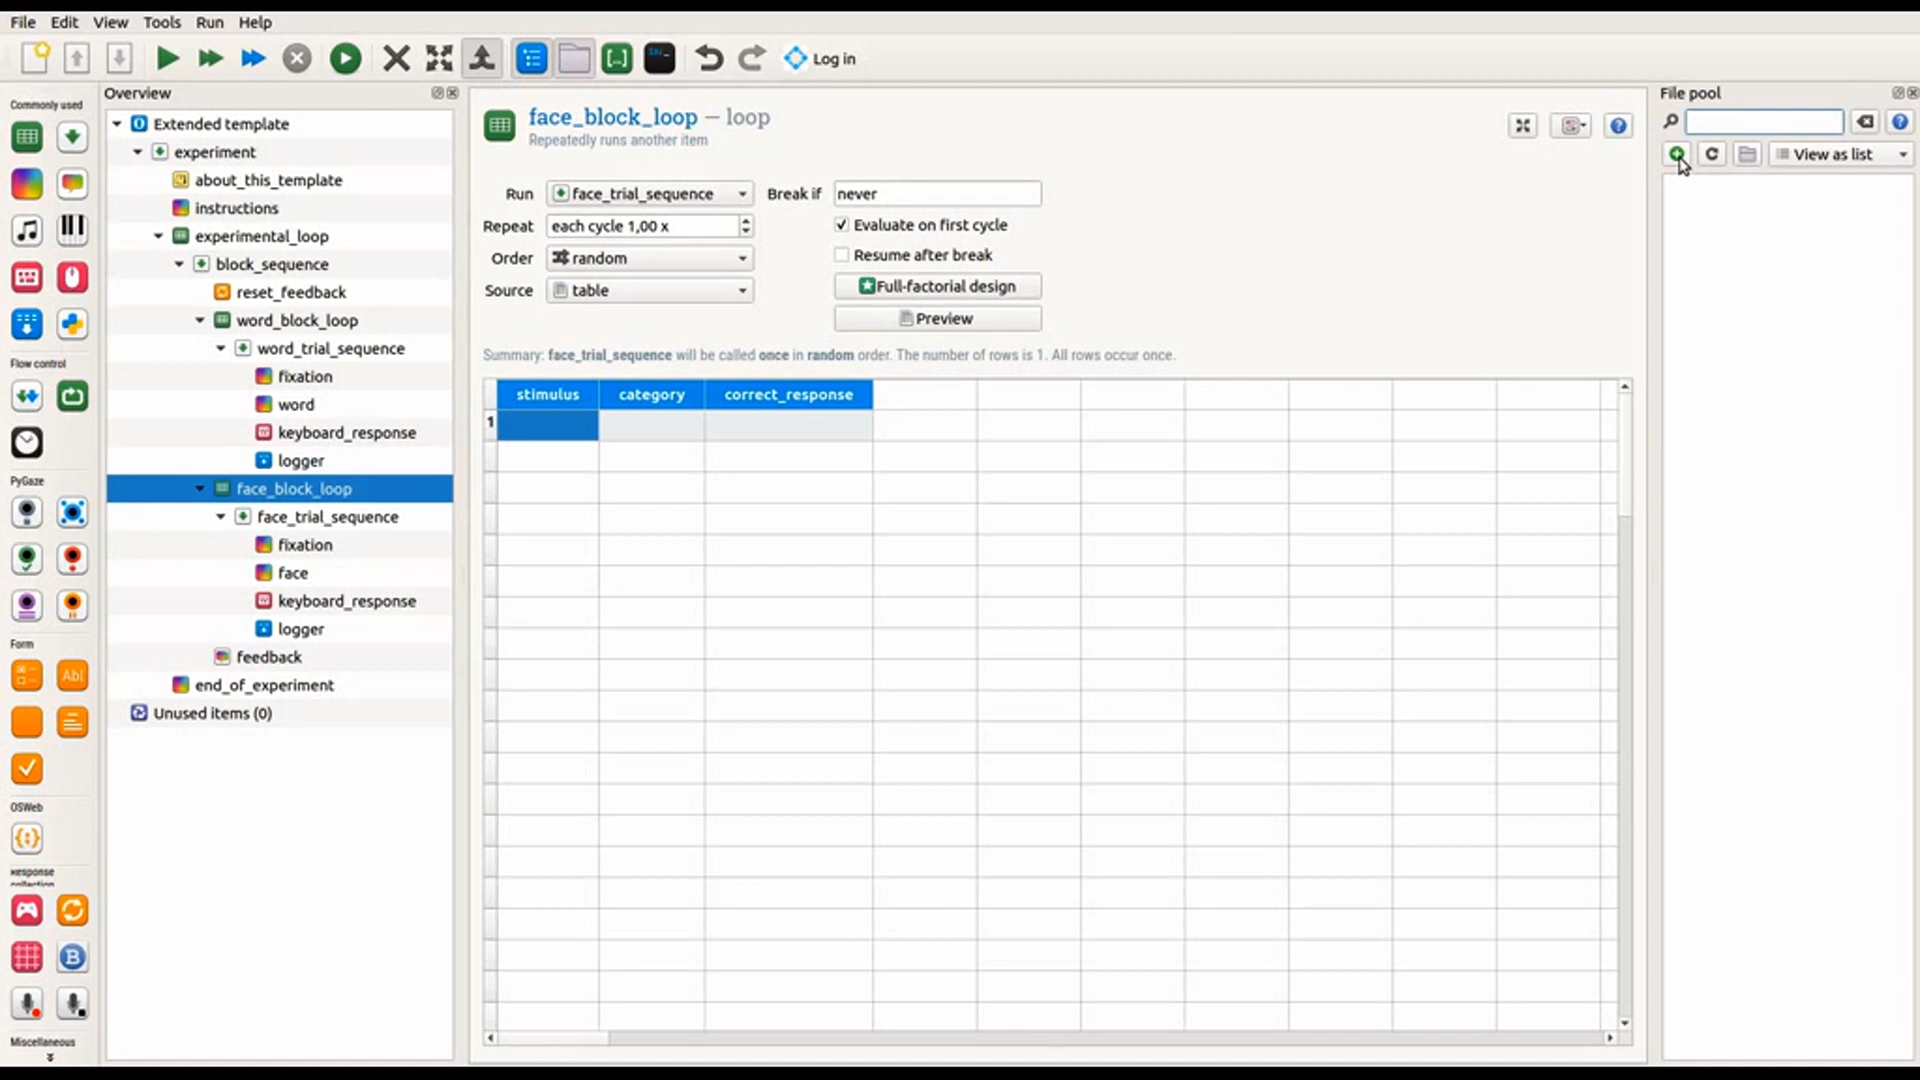 File Edit View Tools Run Help
Log in
Commonly used
Flow control
PyGaze
Form
Abl
OSWeb
Response
collection
B
Miscellaneous
Overview
Extended template
experiment
about_this_template
instructions
experimental_loop
block_sequence
reset_feedback
word_block_loop
word_trial_sequence
fixation
word
keyboard_response
logger
face_block_loop
face_trial_sequence
fixation
face
keyboard_response
logger
feedback
end_of_experiment
Unused items (0)
face_block_loop — loop
Repeatedly runs another item
Run face_trial_sequence Break if never
Repeat each cycle 1,00 x Evaluate on first cycle
Order random Resume after break
Source table Full-factorial design
Preview
Summary: face_trial_sequence will be called once in random order. The number of rows is 1. All rows occur once.
stimulus category correct_response
1
File pool
View as list